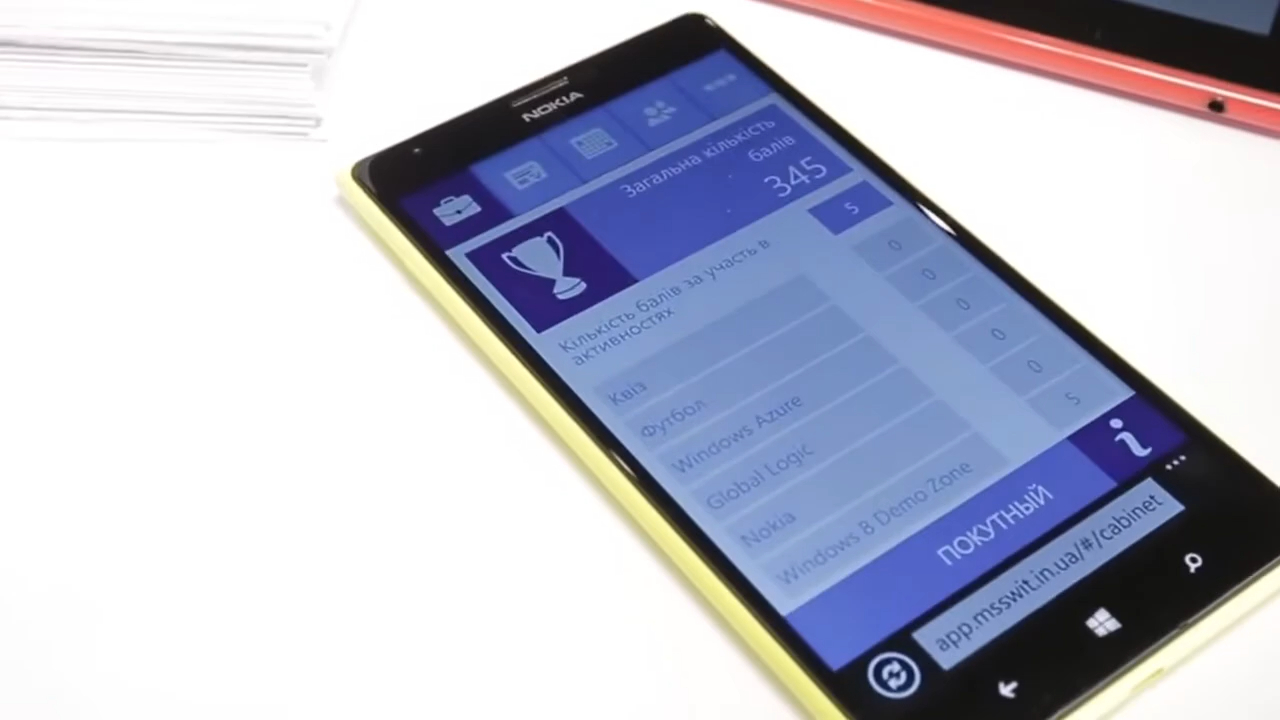 NOKIA
Загальна кількість
балів
345
Кількість балів за участь в
активностях
5
Квіз 0
Футбол 0
Windows Azure 0
Global Logic 0
Nokia 0
Windows 8 Demo Zone 5
ПОКУТНЫЙ
app.msswit.in.ua/#/cabinet